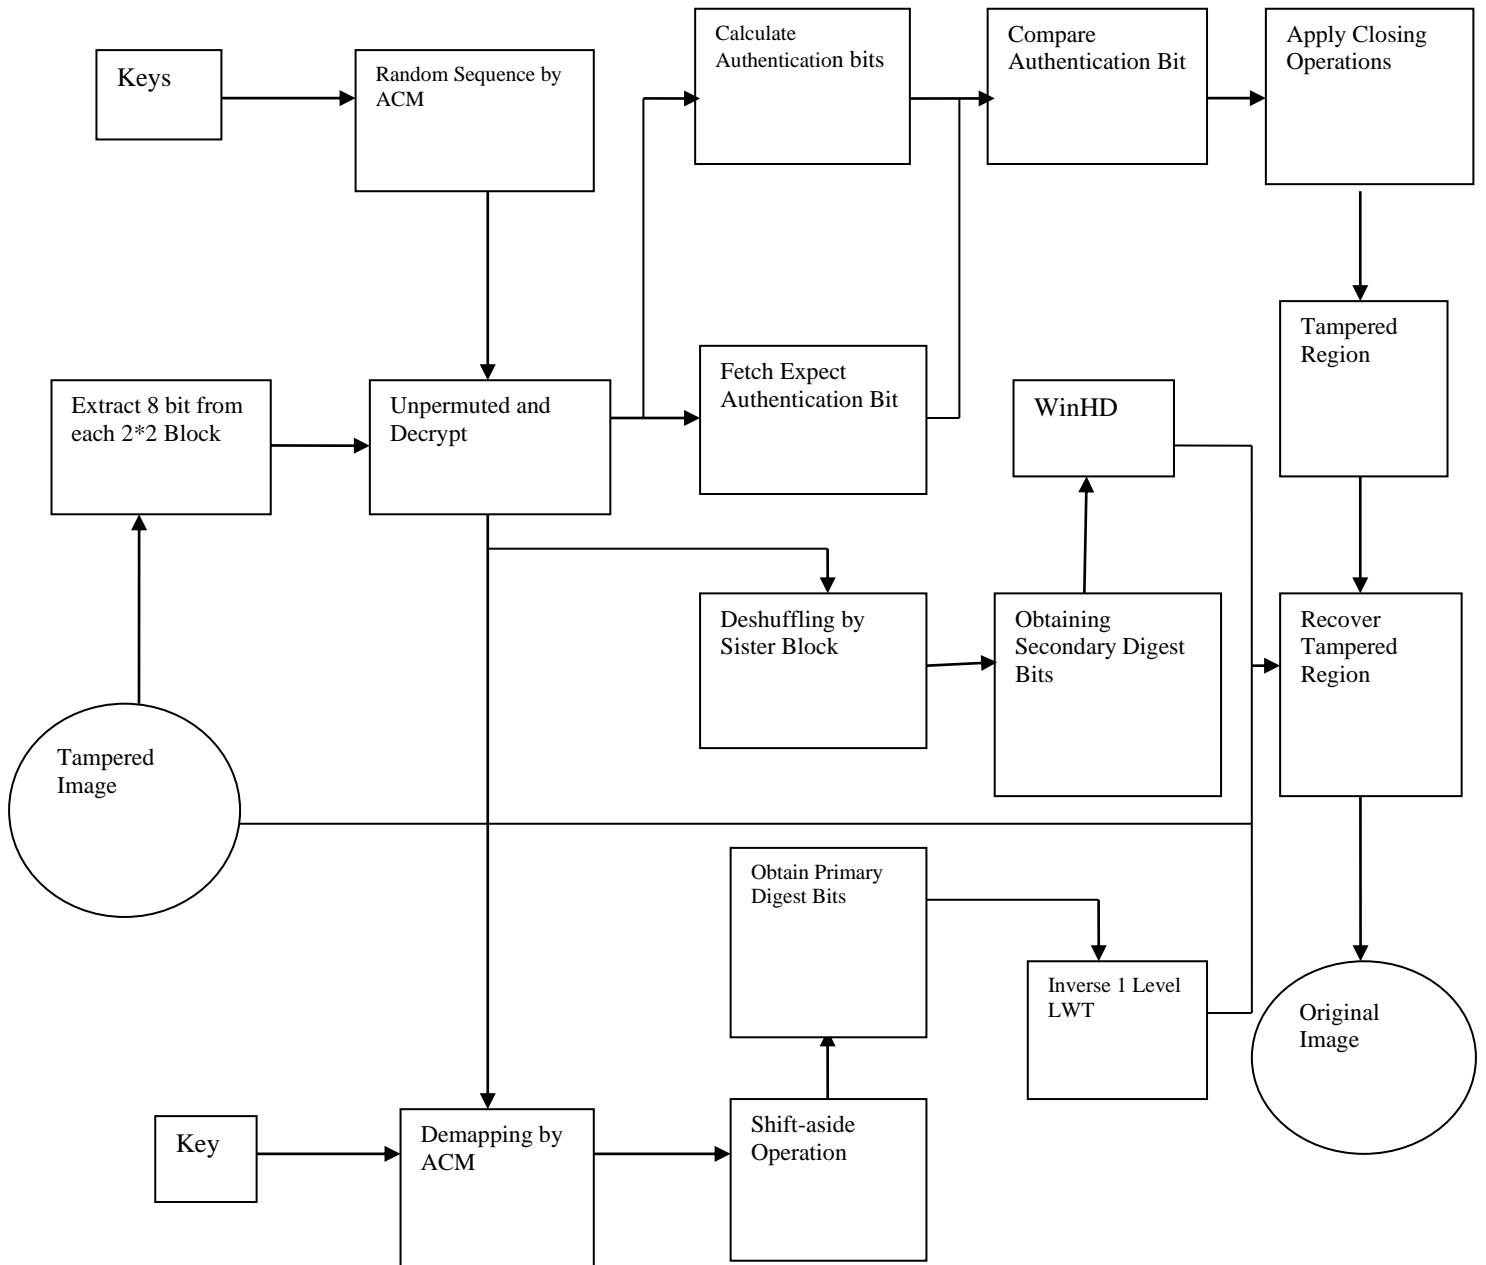 Keys
Random Sequence by
ACM
Calculate
Authentication bits
Compare
Authentication Bit
Apply Closing
Operations
Extract 8 bit from
each 2*2 Block
Unpermuted and
Decrypt
Fetch Expect
Authentication Bit
WinHD
Tampered
Region
Deshuffling by
Sister Block
Obtaining
Secondary Digest
Bits
Recover
Tampered
Region
Tampered
Image
Obtain Primary
Digest Bits
Inverse 1 Level
LWT
Original
Image
Key
Demapping by
ACM
Shift-aside
Operation